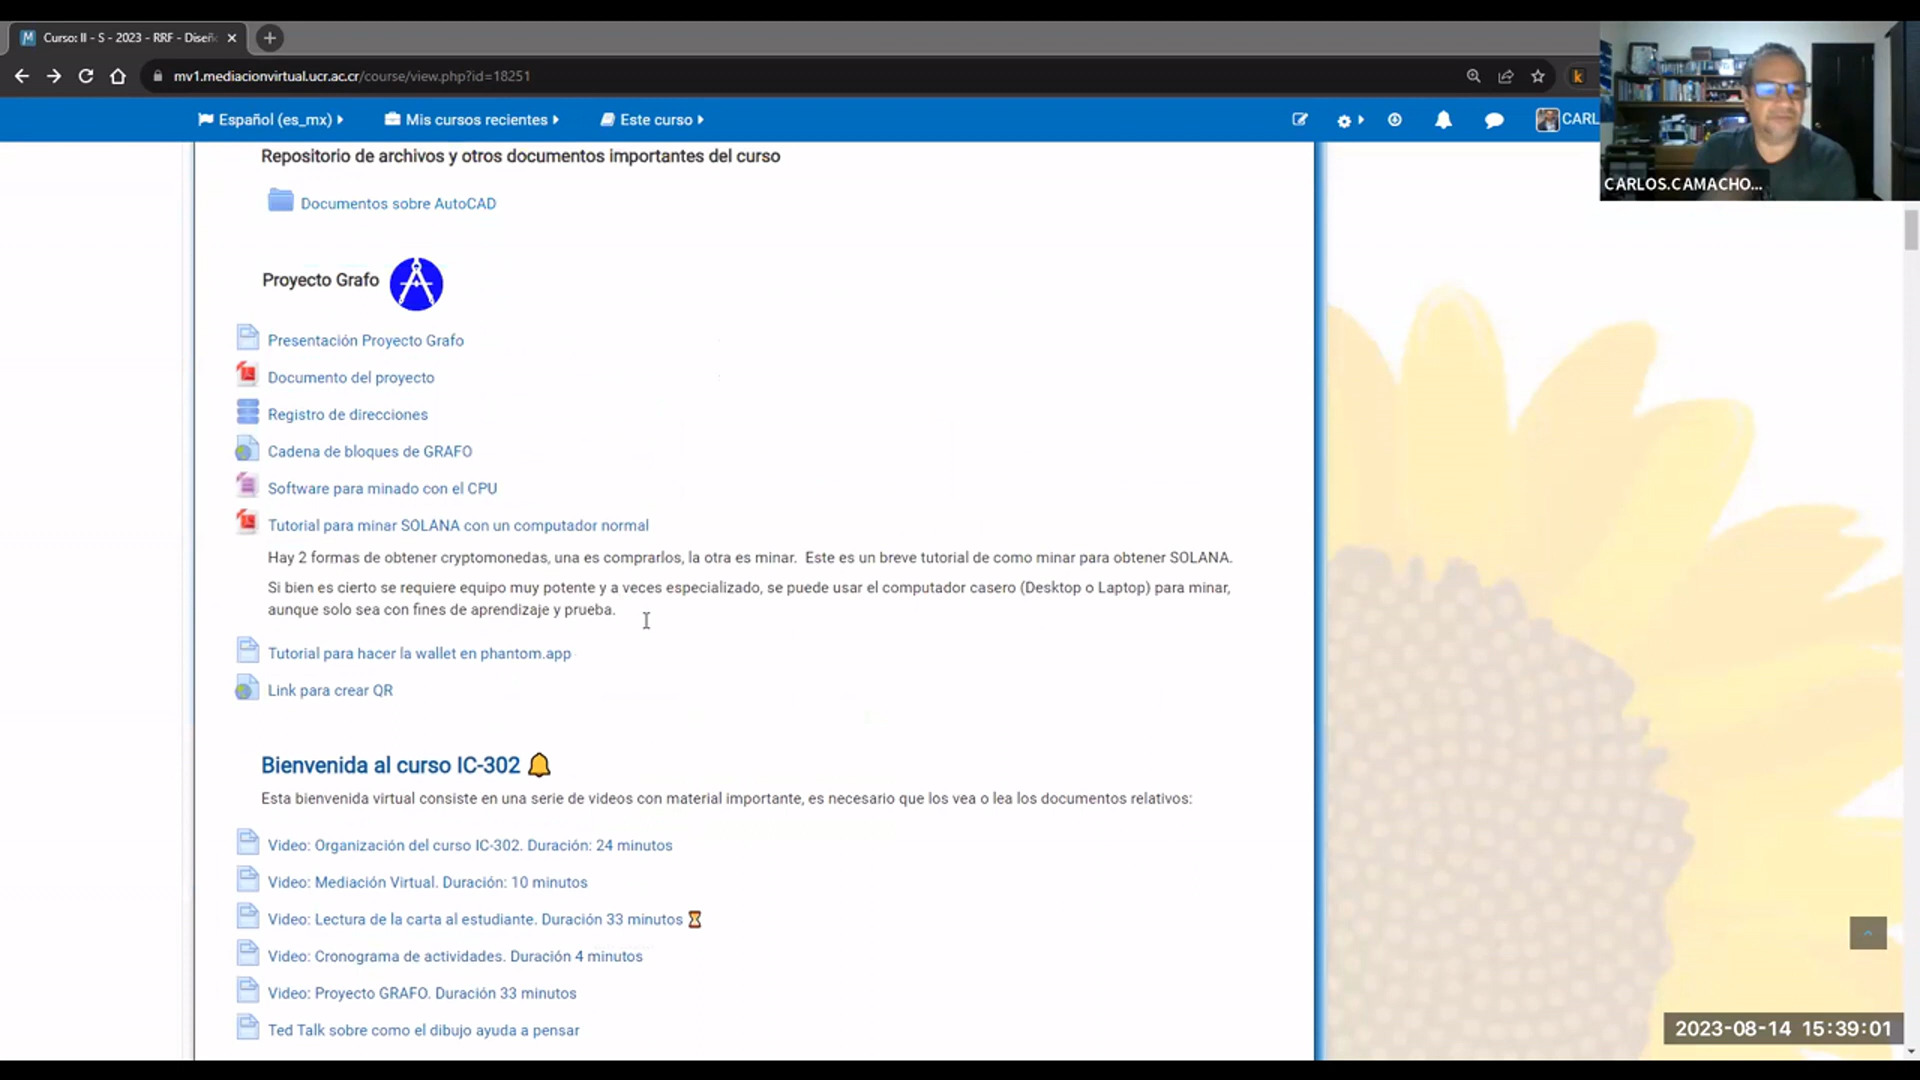 Curso: II - S - 2023 - RRF - Diseñ
mv1.mediacionvirtual.ucr.ac.cr/course/view.php?id=18251
Español (es_mx)
Mis cursos recientes
Este curso
CARL
CARLOS.CAMACHO...
Repositorio de archivos y otros documentos importantes del curso
Documentos sobre AutoCAD
Proyecto Grafo
Presentación Proyecto Grafo
Documento del proyecto
Registro de direcciones
Cadena de bloques de GRAFO
Software para minado con el CPU
Tutorial para minar SOLANA con un computador normal
Hay 2 formas de obtener cryptomonedas, una es comprarlos, la otra es minar. Este es un breve tutorial de como minar para obtener SOLANA.
Si bien es cierto se requiere equipo muy potente y a veces especializado, se puede usar el computador casero (Desktop o Laptop) para minar,
aunque solo sea con fines de aprendizaje y prueba.
Tutorial para hacer la wallet en phantom.app
Link para crear QR
Bienvenida al curso IC-302
Esta bienvenida virtual consiste en una serie de videos con material importante, es necesario que los vea o lea los documentos relativos:
Video: Organización del curso IC-302. Duración: 24 minutos
Video: Mediación Virtual. Duración: 10 minutos
Video: Lectura de la carta al estudiante. Duración 33 minutos
Video: Cronograma de actividades. Duración 4 minutos
Video: Proyecto GRAFO. Duración 33 minutos
Ted Talk sobre como el dibujo ayuda a pensar
2023-08-14 15:39:01